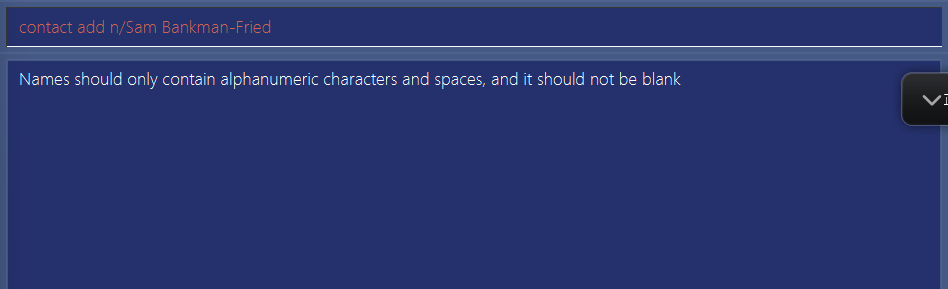 contact add n/Sam Bankman-Fried
Names should only contain alphanumeric characters and spaces, and it should not be blank